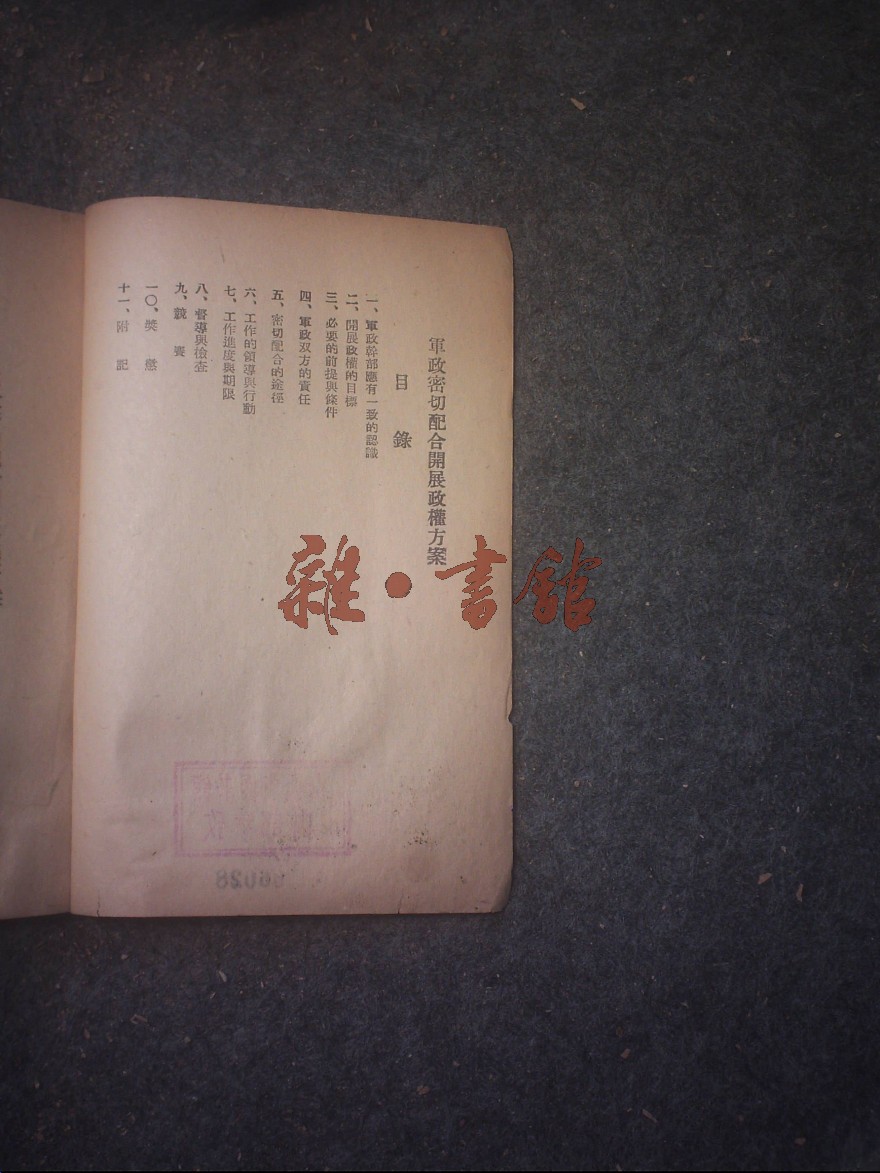 軍政密切配合開展政權方案
目錄
一、軍政幹部應有一致的認識
二、開展政權的目標
三、必要的前提與條件
四、軍政双方的責任
五、密切配合的途徑
六、工作的領導與行動
七、工作進度與期限
八、督導與檢查
九、競賽
一〇、獎懲
十一、附記
雜·書館